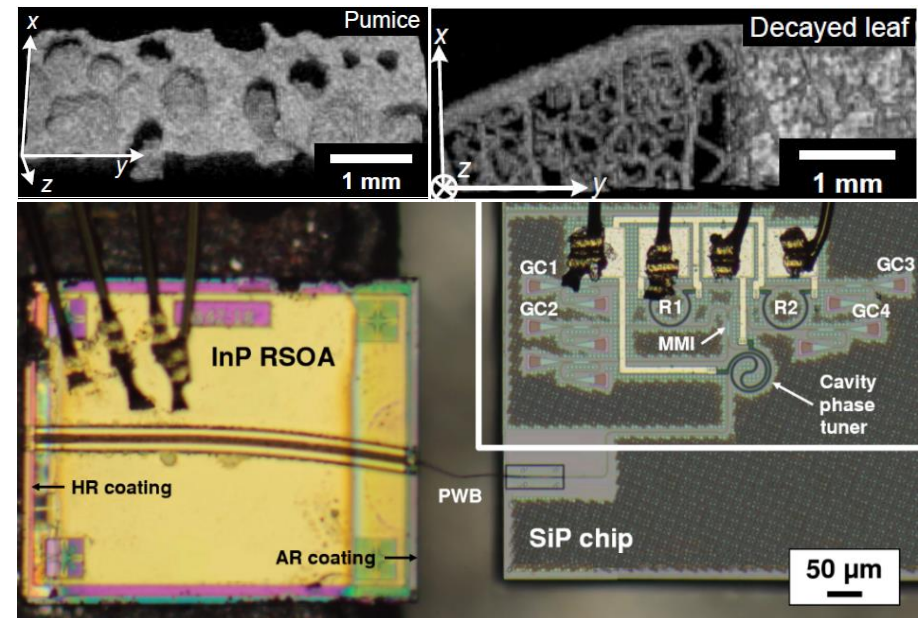 Pumice
x
y
z
1 mm
Decayed leaf
x
z
y
1 mm
GC1
GC2
R1
R2
GC3
GC4
MMI
InP RSOA
Cavity
phase
tuner
HR coating
PWB
AR coating
SiP chip
50 µm